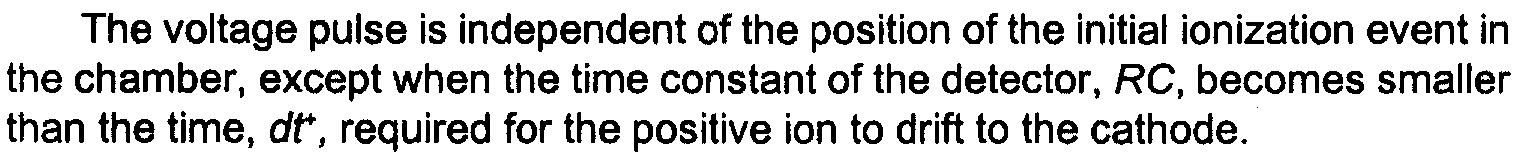 The voltage pulse is independent of the position of the initial ionization event in
the chamber, except when the time constant of the detector, RC, becomes smaller
than the time, dt⁺, required for the positive ion to drift to the cathode.